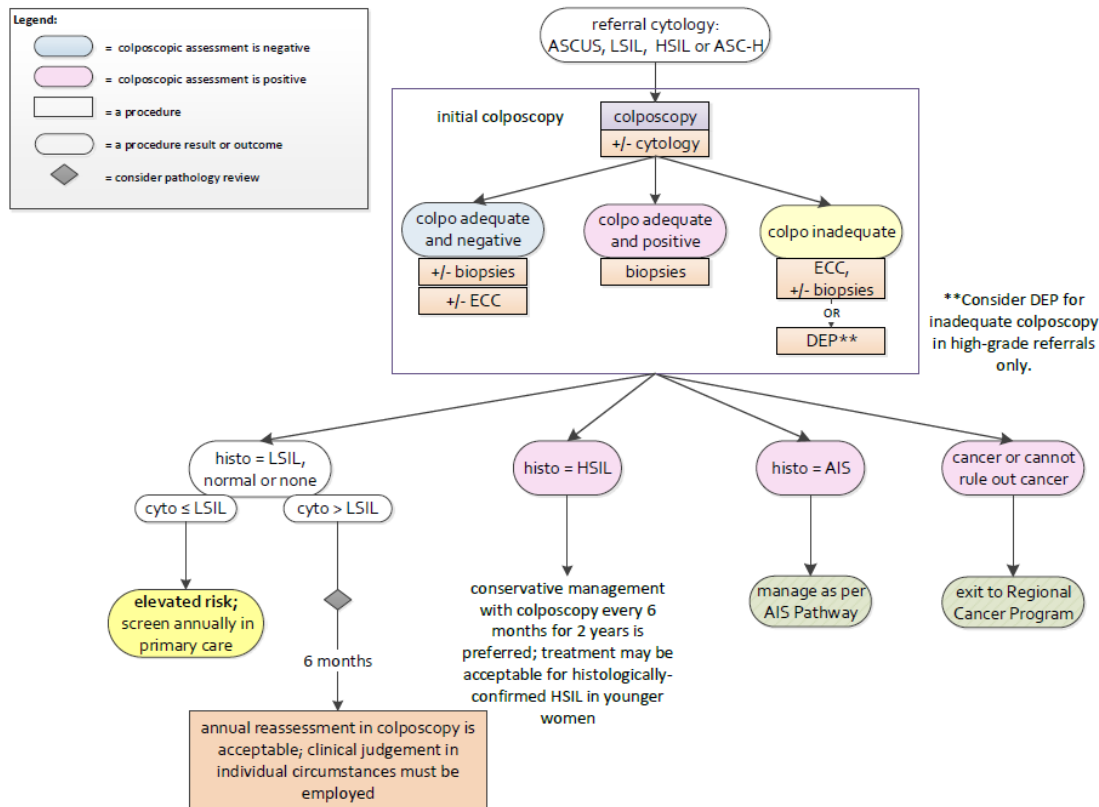 Legend:
= colposcopic assessment is negative
= colposcopic assessment is positive
= a procedure
= a procedure result or outcome
= consider pathology review
referral cytology:
ASCUS, LSIL, HSIL or ASC-H
initial colposcopy
colposcopy
+/- cytology
colpo adequate
and negative
+/- biopsies
+/- ECC
colpo adequate
and positive
biopsies
colpo inadequate
ECC,
+/- biopsies
OR
DEP**
**Consider DEP for
inadequate colposcopy
in high-grade referrals
only.
histo = LSIL,
normal or none
cyto ≤ LSIL
cyto > LSIL
elevated risk;
screen annually in
primary care
6 months
annual reassessment in colposcopy is
acceptable; clinical judgement in
individual circumstances must be
employed
histo = HSIL
conservative management
with colposcopy every 6
months for 2 years is
preferred; treatment may be
acceptable for histologically-
confirmed HSIL in younger
women
histo = AIS
manage as per
AIS Pathway
cancer or cannot
rule out cancer
exit to Regional
Cancer Program